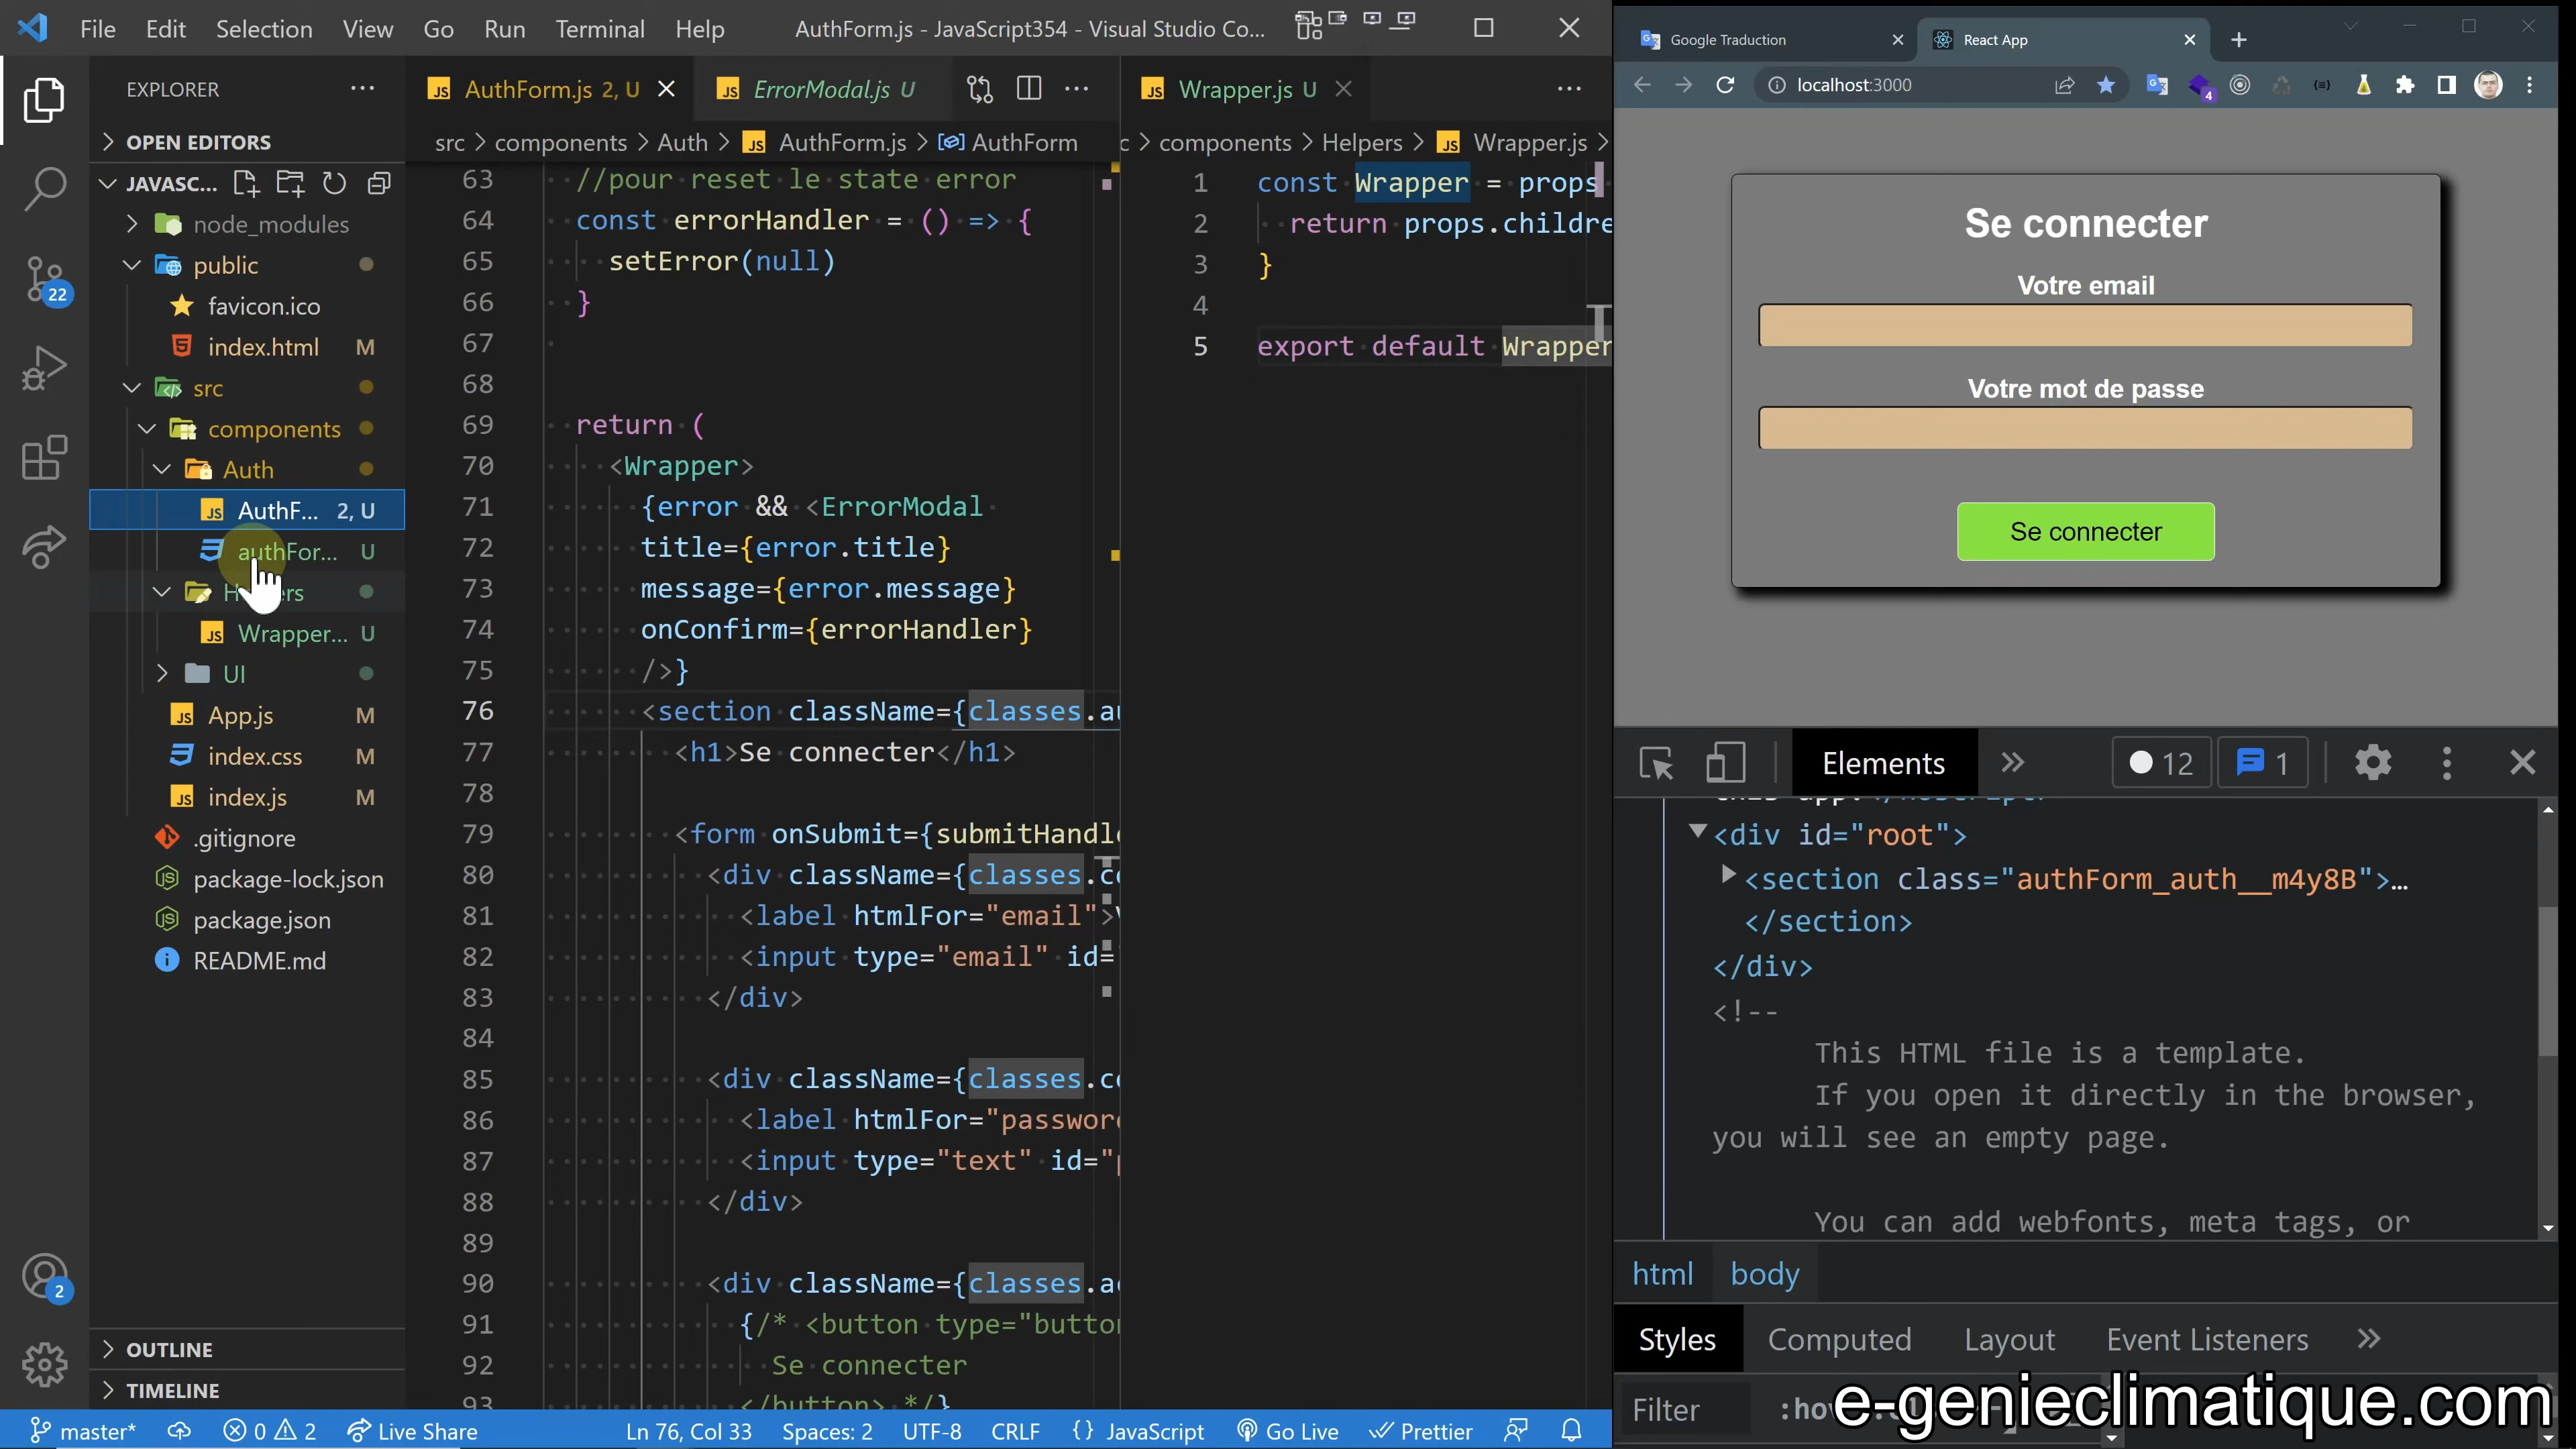 File Edit Selection View Go Run Terminal Help AuthForm.js - JavaScript354 - Visual Studio Co...
EXPLORER
OPEN EDITORS
JAVASC...
node_modules
public
favicon.ico
index.html M
src
components
Auth
AuthF... 2, U
authFor... U
Wrapper... U
UI
App.js M
index.css M
index.js M
.gitignore
package-lock.json
package.json
README.md
OUTLINE
TIMELINE
22
2
AuthForm.js 2, U
ErrorModal.js U
src > components > Auth > AuthForm.js > AuthForm
63 //pour reset le state error
64 const errorHandler = () => {
65 setError(null)
66 }
67
68
69 return (
70 <Wrapper>
71 {error && <ErrorModal
72 title={error.title}
73 message={error.message}
74 onConfirm={errorHandler}
75 />}
76 <section className={classes.au
77 <h1>Se connecter</h1>
78
79 <form onSubmit={submitHandle
80 <div className={classes.co
81 <label htmlFor="email">
82 <input type="email" id=
83 </div>
84
85 <div className={classes.co
86 <label htmlFor="password
87 <input type="text" id="p
88 </div>
89
90 <div className={classes.ac
91 {/* <button type="button
92 Se connecter
93 </button> */}
Wrapper.js U
c > components > Helpers > Wrapper.js >
1 const Wrapper = props
2 return props.childre
3 }
4
5 export default Wrapper
master* 0 2 Live Share Ln 76, Col 33 Spaces: 2 UTF-8 CRLF {} JavaScript Go Live Prettier
Google Traduction
React App
localhost:3000
4
Se connecter
Votre email
Votre mot de passe
Se connecter
Elements 12 1
<div id="root">
<section class="authForm_auth__m4y8B">…
</section>
</div>
<!--
This HTML file is a template.
If you open it directly in the browser,
you will see an empty page.
You can add webfonts, meta tags, or
html body
Styles Computed Layout Event Listeners
Filter :hov
e-genieclimatique.com